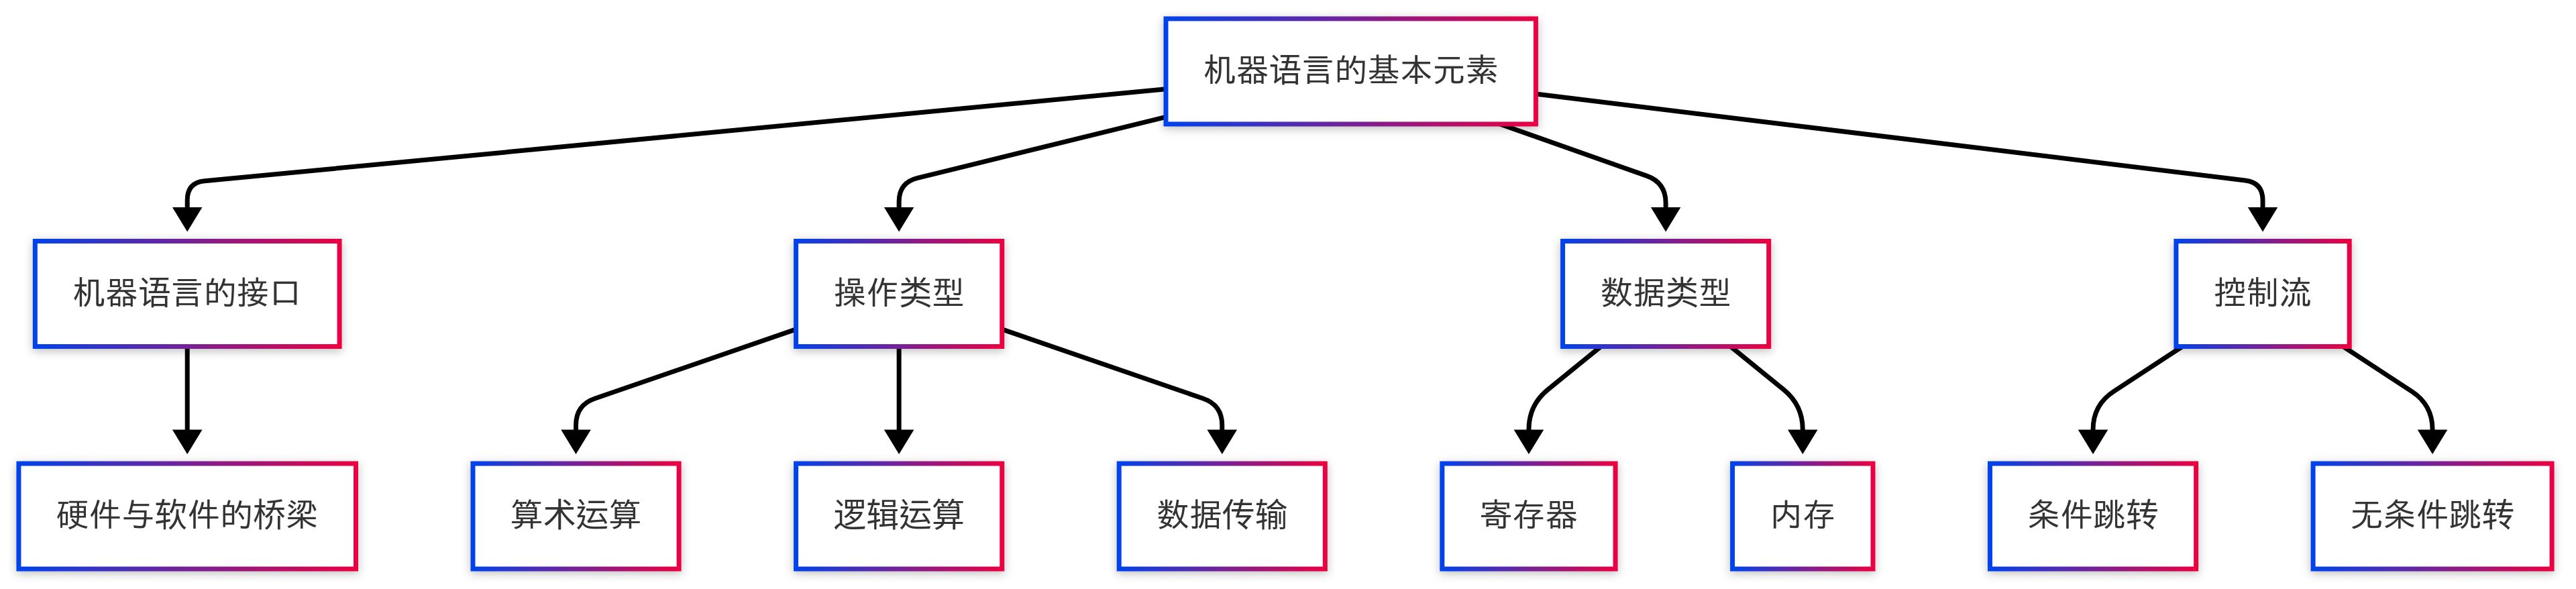 机器语言的基本元素
机器语言的接口
操作类型
数据类型
控制流
硬件与软件的桥梁
算术运算
逻辑运算
数据传输
寄存器
内存
条件跳转
无条件跳转